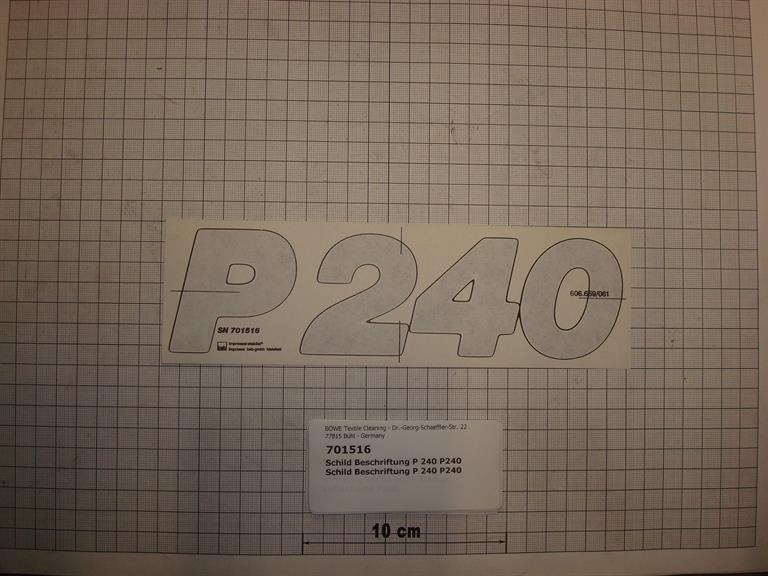 P 240
606.659/061
SN 701516
BÖWE Textile Cleaning - Dr.-Georg-Schaeffler-Str. 22
77815 Bühl - Germany
701516
Schild Beschriftung P 240 P240
Schild Beschriftung P 240 P240
10 cm